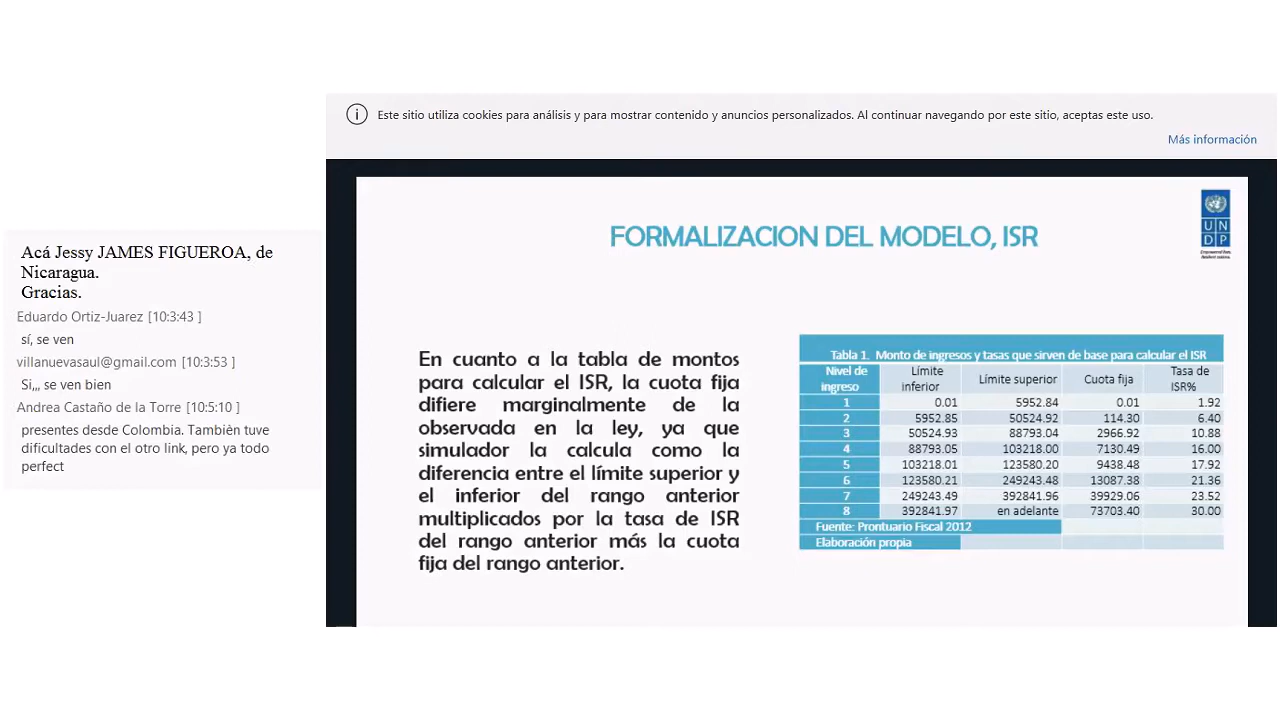 Este sitio utiliza cookies para análisis y para mostrar contenido y anuncios personalizados. Al continuar navegando por este sitio, aceptas este uso.
Más información
Acá Jessy JAMES FIGUEROA, de
Nicaragua.
Gracias.
Eduardo Ortiz-Juarez [10:3:43 ]
sí, se ven
villanuevasaul@gmail.com [10:3:53 ]
Sí,,, se ven bien
Andrea Castaño de la Torre [10:5:10 ]
presentes desde Colombia. Tambièn tuve
dificultades con el otro link, pero ya todo
perfect
FORMALIZACION DEL MODELO, ISR
U N
D P
En cuanto a la tabla de montos
para calcular el ISR, la cuota fija
difiere marginalmente de la
observada en la ley, ya que
simulador la calcula como la
diferencia entre el límite superior y
el inferior del rango anterior
multiplicados por la tasa de ISR
del rango anterior más la cuota
fija del rango anterior.
Tabla 1. Monto de ingresos y tasas que sirven de base para calcular el ISR
Nivel de ingreso Límite inferior Límite superior Cuota fija Tasa de ISR%
1 0.01 5952.84 0.01 1.92
2 5952.85 50524.92 114.30 6.40
3 50524.93 88793.04 2966.92 10.88
4 88793.05 103218.00 7130.49 16.00
5 103218.01 123580.20 9438.48 17.92
6 123580.21 249243.48 13087.38 21.36
7 249243.49 392841.96 39929.06 23.52
8 392841.97 en adelante 73703.40 30.00
Fuente: Prontuario Fiscal 2012
Elaboración propia